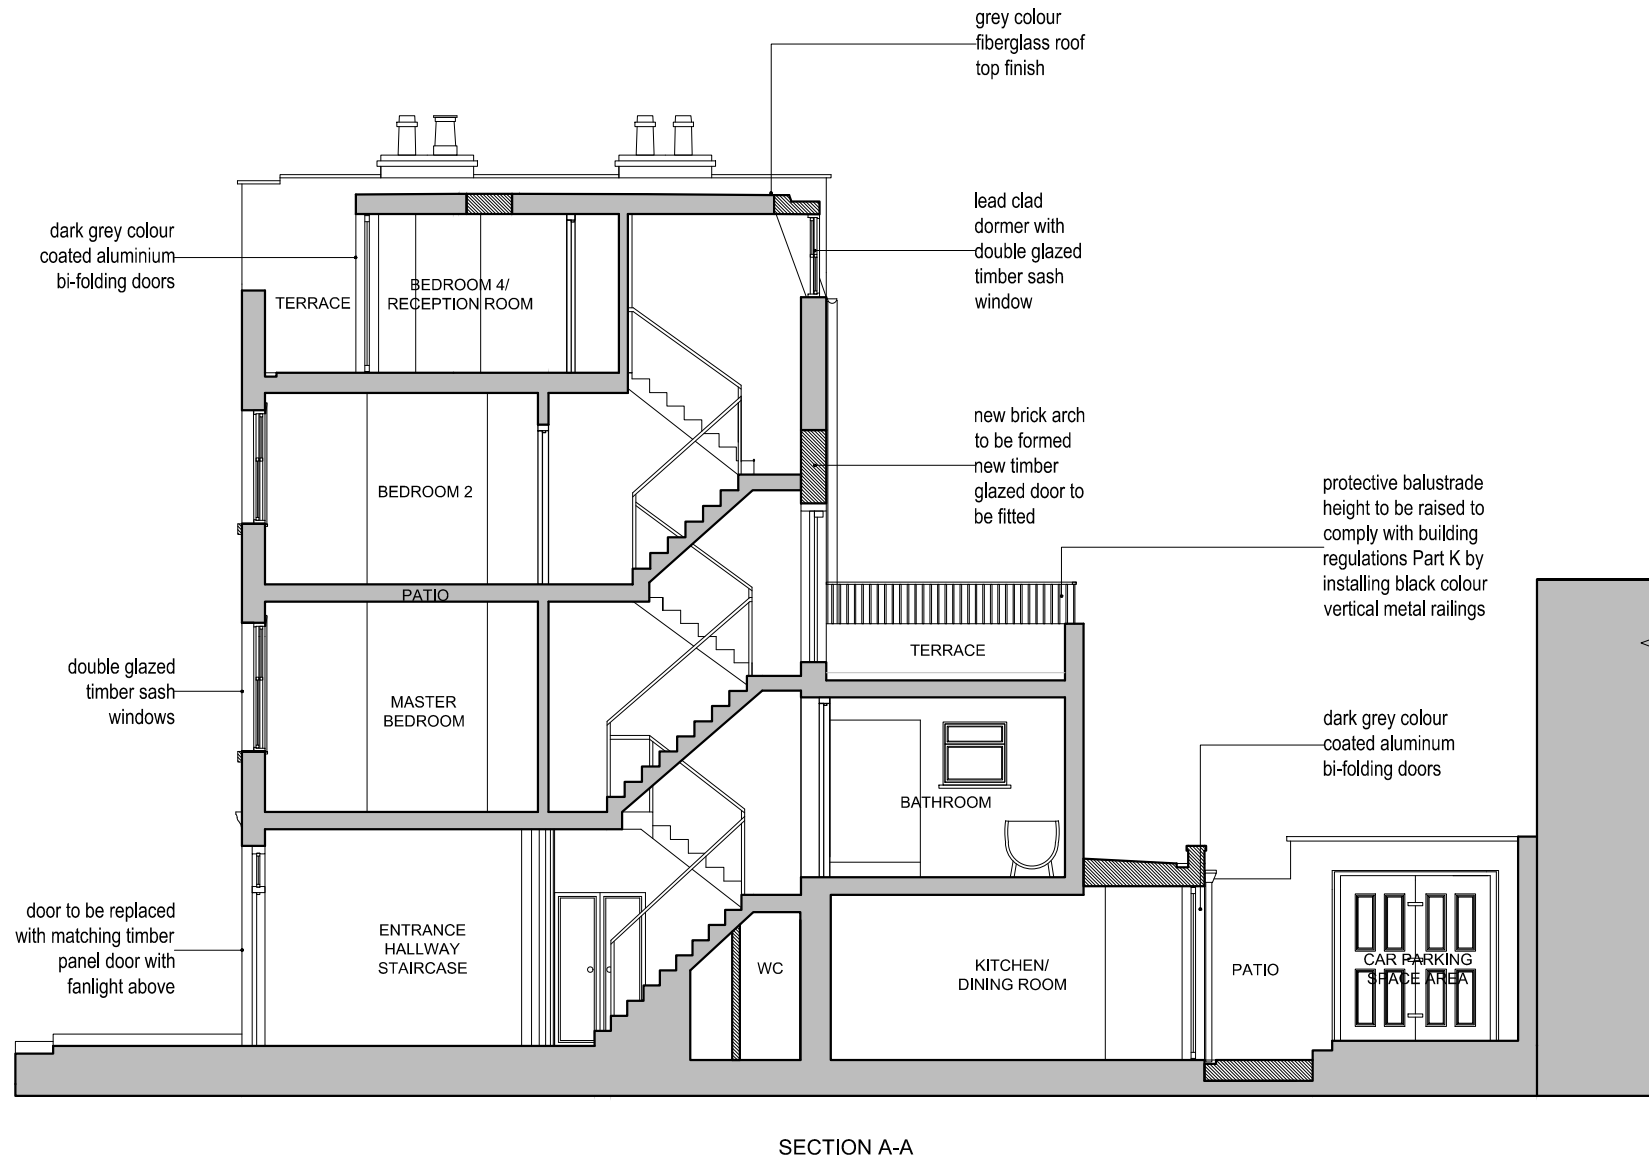 grey colour
fiberglass roof
top finish
dark grey colour
coated aluminium
bi-folding doors
lead clad
dormer with
double glazed
timber sash
window
TERRACE
BEDROOM 4/
RECEPTION ROOM
new brick arch
to be formed
new timber
glazed door to
be fitted
BEDROOM 2
protective balustrade
height to be raised to
comply with building
regulations Part K by
installing black colour
vertical metal railings
PATIO
TERRACE
double glazed
timber sash
windows
MASTER
BEDROOM
dark grey colour
coated aluminum
bi-folding doors
BATHROOM
door to be replaced
with matching timber
panel door with
fanlight above
ENTRANCE
HALLWAY
STAIRCASE
WC
KITCHEN/
DINING ROOM
PATIO
CAR PARKING
SPACE AREA
SECTION A-A